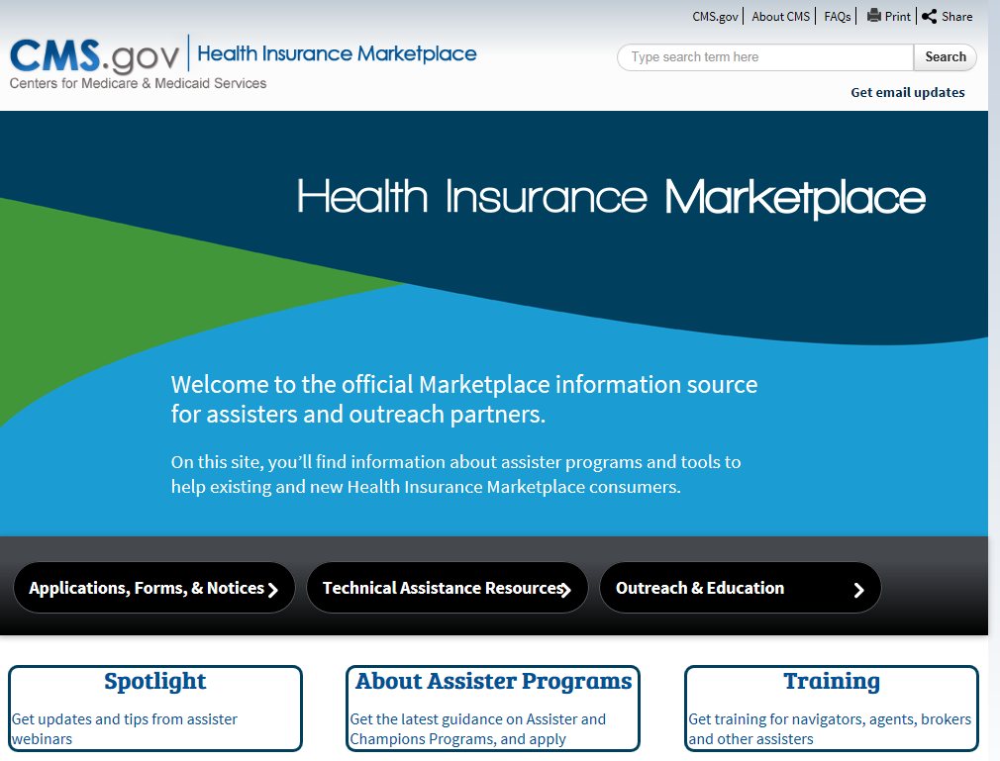 CMS.gov About CMS FAQs Print Share
CMS.gov Health Insurance Marketplace
Centers for Medicare & Medicaid Services
Type search term here Search
Get email updates
Health Insurance Marketplace
Welcome to the official Marketplace information source
for assisters and outreach partners.
On this site, you’ll find information about assister programs and tools to
help existing and new Health Insurance Marketplace consumers.
Applications, Forms, & Notices
Technical Assistance Resources
Outreach & Education
Spotlight
Get updates and tips from assister
webinars
About Assister Programs
Get the latest guidance on Assister and
Champions Programs, and apply
Training
Get training for navigators, agents, brokers
and other assisters